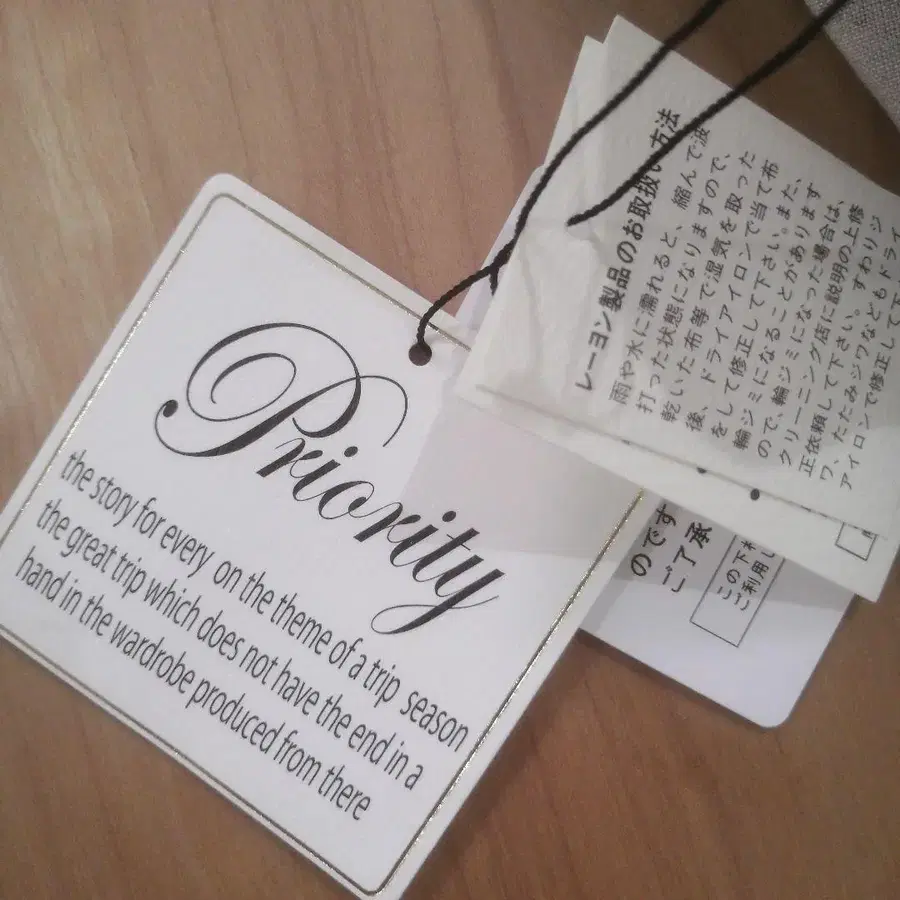 Priority
the story for every on the theme of a trip season
the great trip which does not have the end in a
hand in the wardrobe produced from there
レーヨン製品のお取扱い方法
雨や水に濡れると、縮んで波
打った状態になりますので、
乾いた布等で湿気を取った
後、ドライアイロンで当て布
をして修正して下さい。また、
輪ジミになることがあります
ので、輪ジミになった場合は、
クリーニング店に説明の上修
正依頼して下さい。すわりジ
ワ、たたみジワなどもドライ
アイロンで修正して下
のです
ご了承
この下
ご利用し